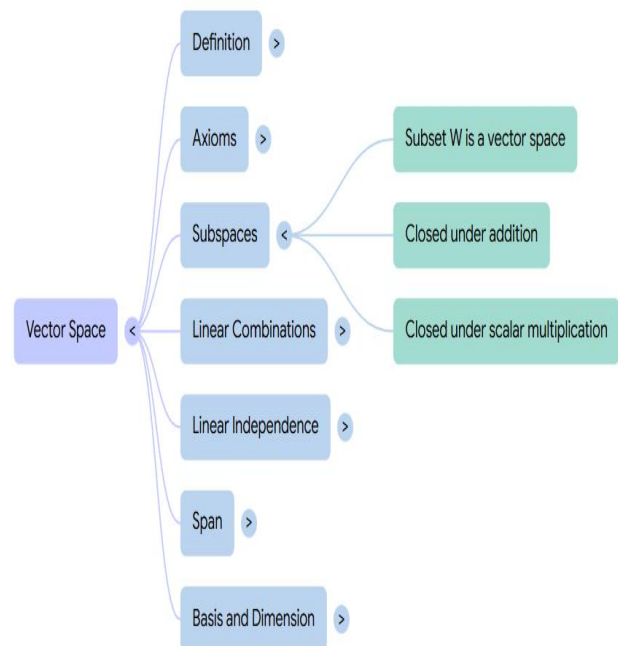 Definition >
Axioms >
Subset W is a vector space
Subspaces <
Closed under addition
Vector Space <
Linear Combinations >
Closed under scalar multiplication
Linear Independence >
Span >
Basis and Dimension >